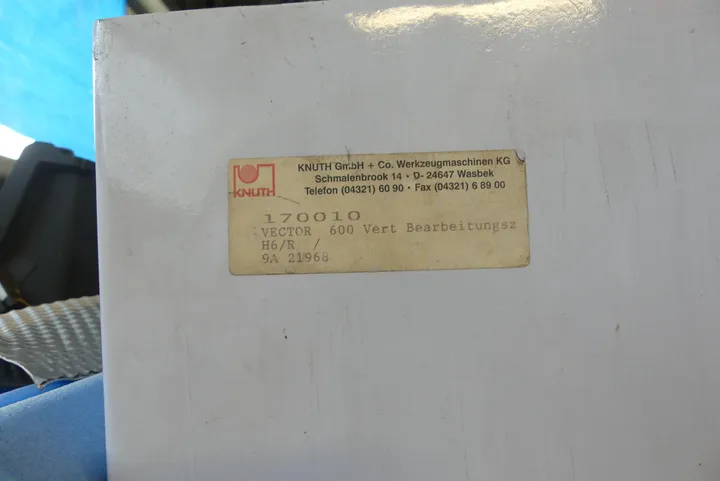 KNUTH
KNUTH GmbH + Co. Werkzeugmaschinen KG
Schmalenbrook 14 • D- 24647 Wasbek
Telefon (04321) 60 90 • Fax (04321) 6 89 00
170010
VECTOR 600 Vert Bearbeitungsz
H6/R /
9A 21968